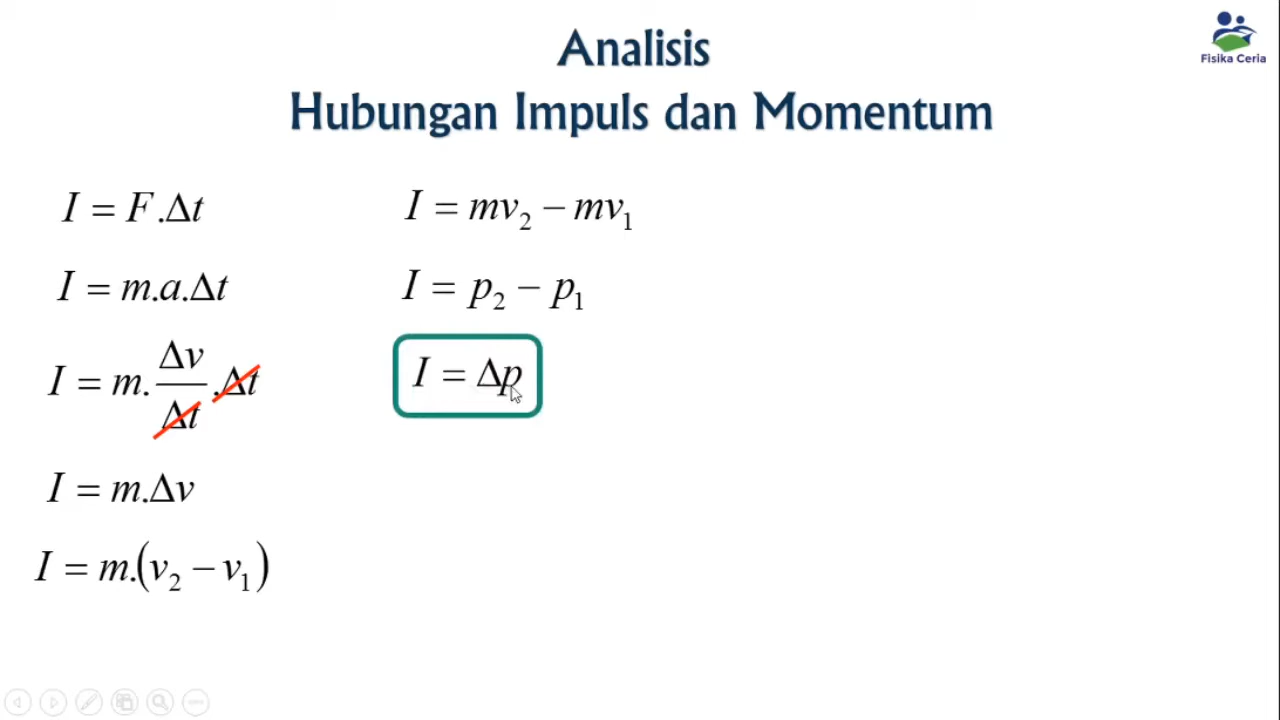 Analisis
Hubungan Impuls dan Momentum
Fisika Ceria
I = F.Δt
I = m.a.Δt
I = m.Δv/Δt.Δt
I = m.Δv
I = m.(v₂ − v₁)
I = mv₂ − mv₁
I = p₂ − p₁
I = Δp